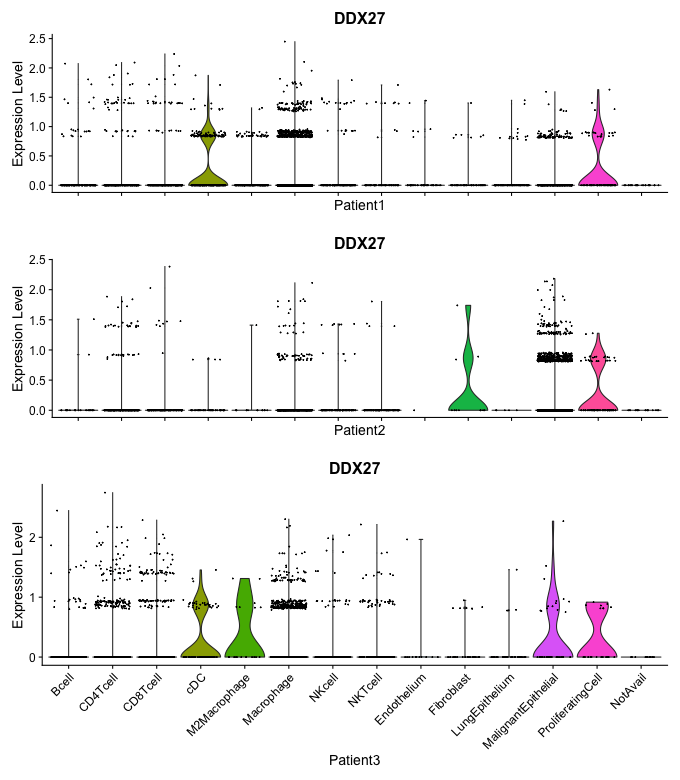 DDX27
Expression Level
2.5
2.0
1.5
1.0
0.5
0.0
Patient1
DDX27
Expression Level
2.5
2.0
1.5
1.0
0.5
0.0
Patient2
DDX27
Expression Level
2
1
0
Bcell
CD4Tcell
CD8Tcell
cDC
M2Macrophage
Macrophage
NKcell
NKTcell
Endothelium
Fibroblast
LungEpithelium
MalignantEpithelial
ProliferatingCell
NotAvail
Patient3